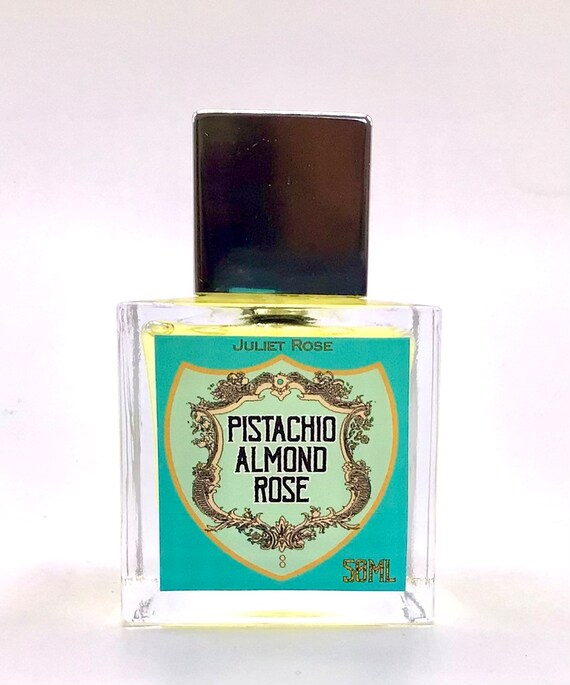 JULIET ROSE
PISTACHIO
ALMOND
ROSE
50ML